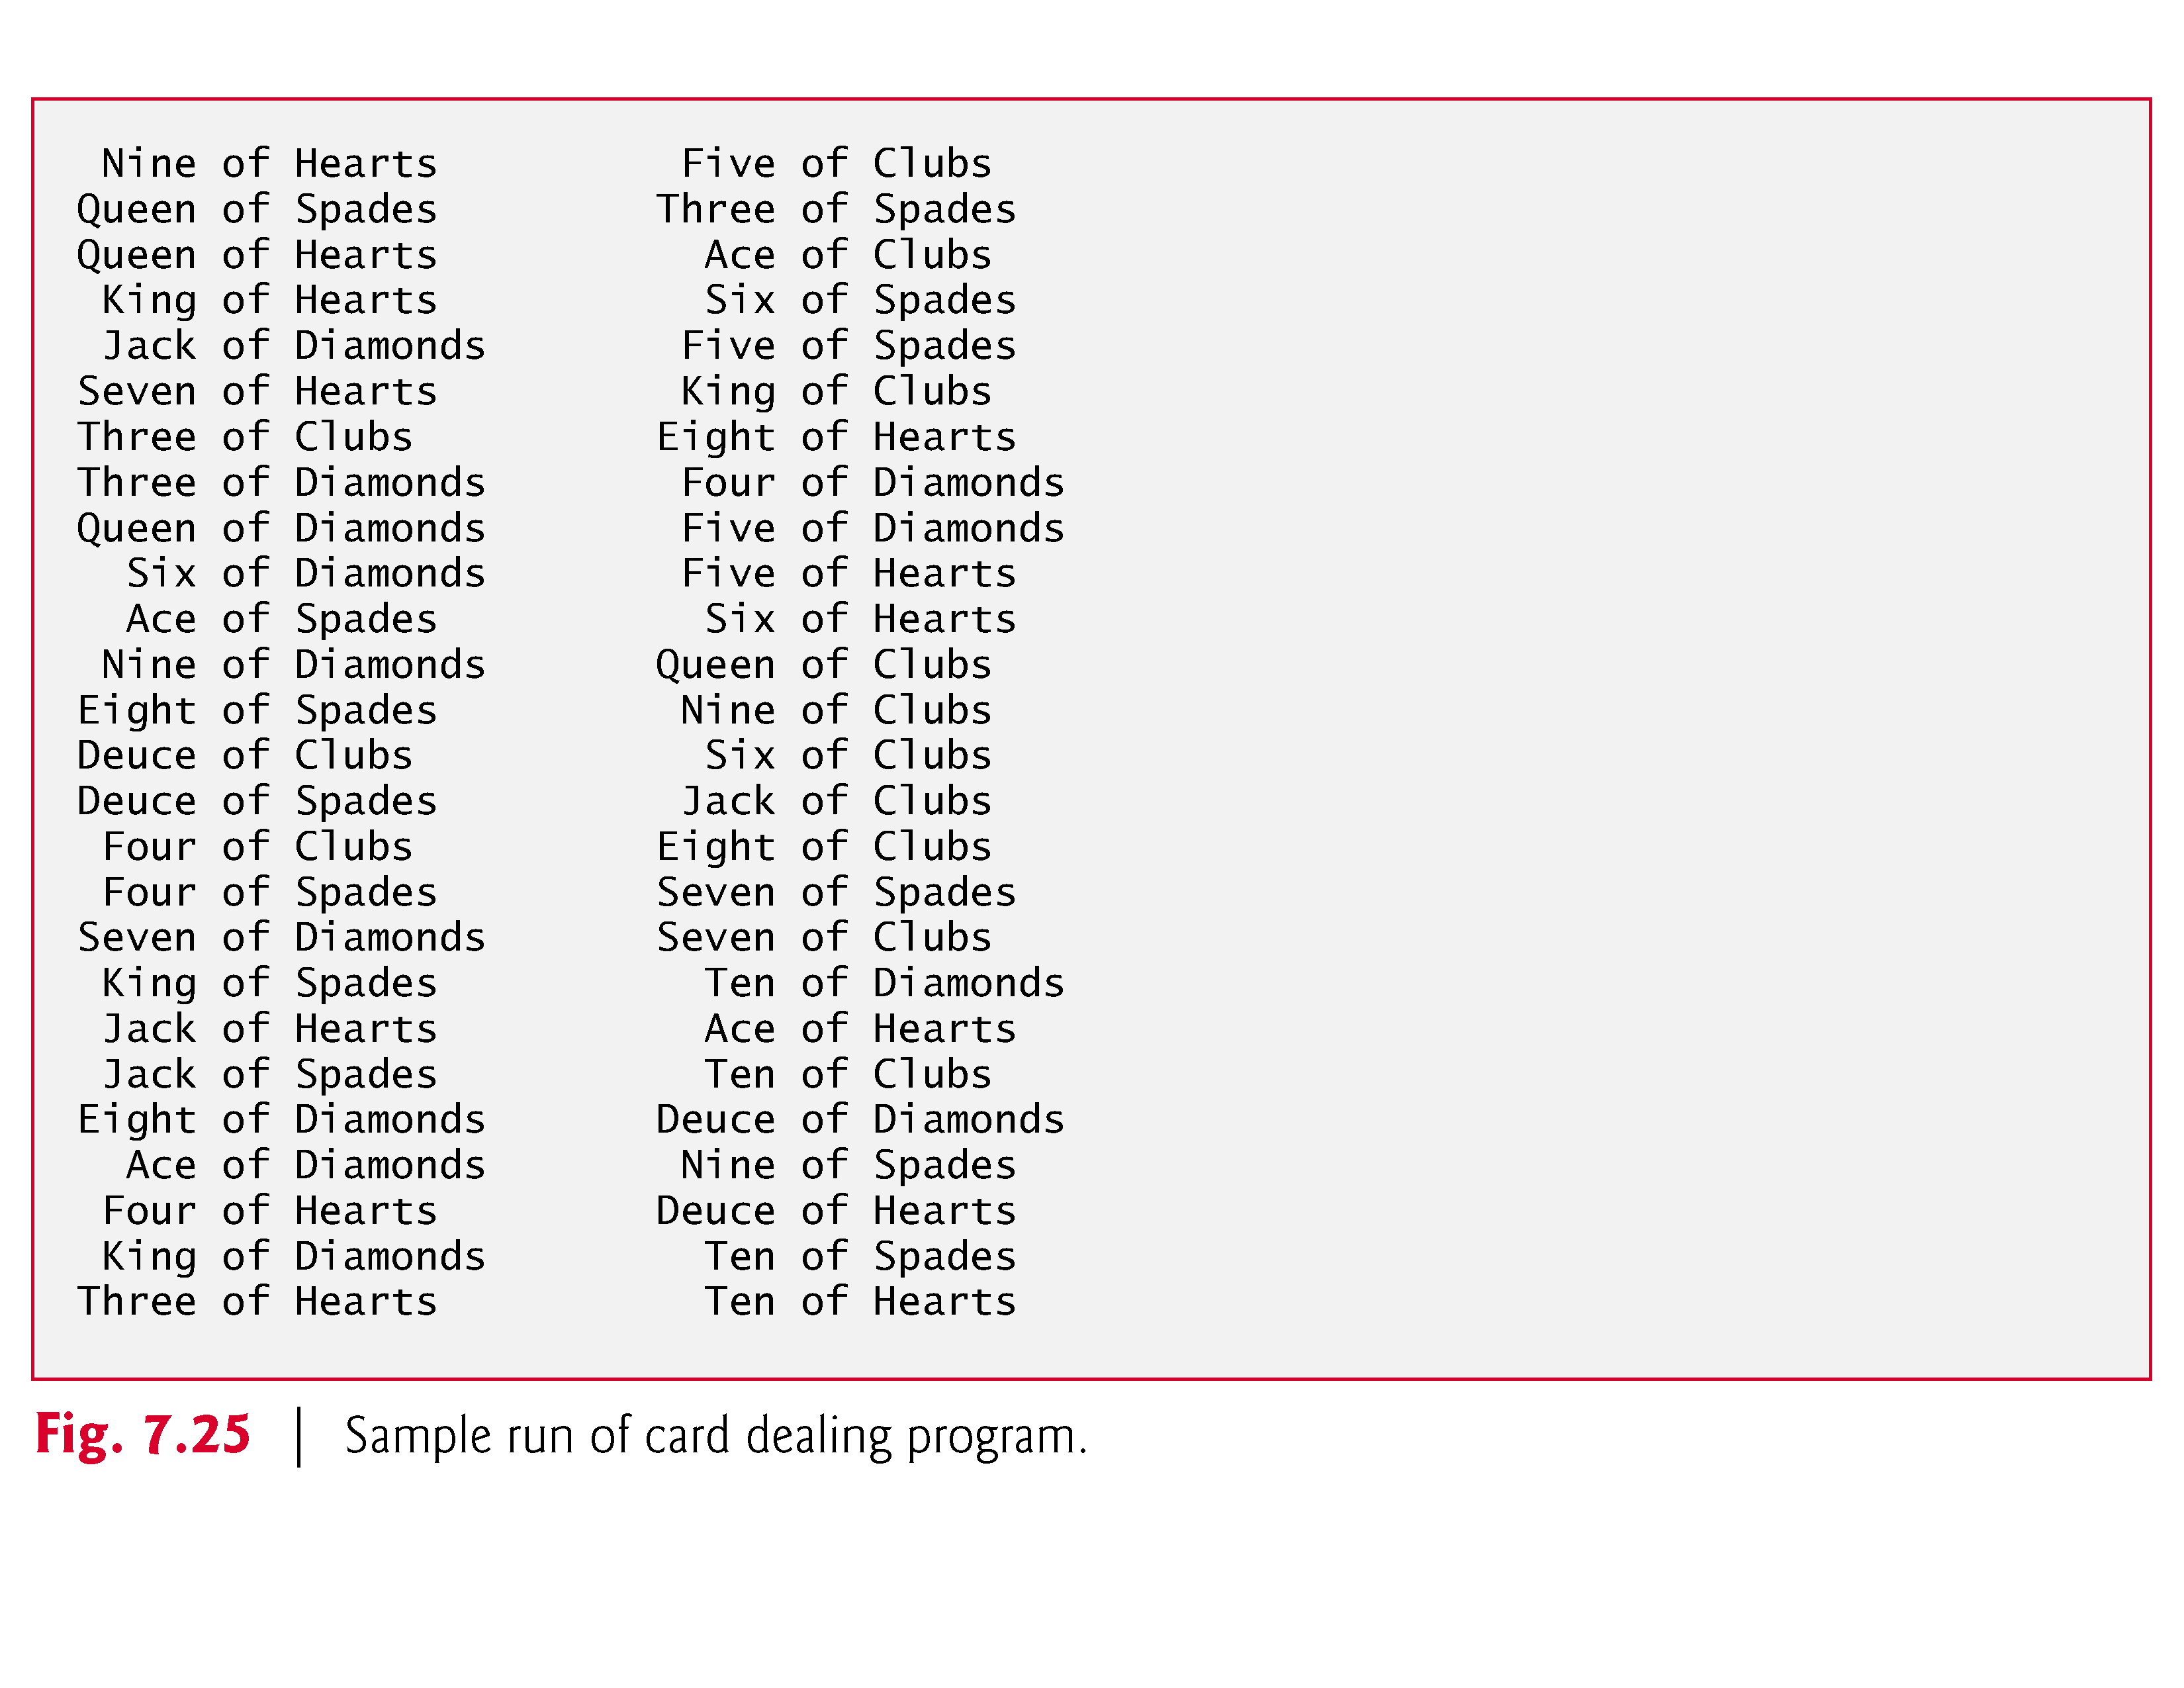 Nine of Hearts Five of Clubs
Queen of Spades Three of Spades
Queen of Hearts Ace of Clubs
King of Hearts Six of Spades
Jack of Diamonds Five of Spades
Seven of Hearts King of Clubs
Three of Clubs Eight of Hearts
Three of Diamonds Four of Diamonds
Queen of Diamonds Five of Diamonds
Six of Diamonds Five of Hearts
Ace of Spades Six of Hearts
Nine of Diamonds Queen of Clubs
Eight of Spades Nine of Clubs
Deuce of Clubs Six of Clubs
Deuce of Spades Jack of Clubs
Four of Clubs Eight of Clubs
Four of Spades Seven of Spades
Seven of Diamonds Seven of Clubs
King of Spades Ten of Diamonds
Jack of Hearts Ace of Hearts
Jack of Spades Ten of Clubs
Eight of Diamonds Deuce of Diamonds
Ace of Diamonds Nine of Spades
Four of Hearts Deuce of Hearts
King of Diamonds Ten of Spades
Three of Hearts Ten of Hearts
Fig. 7.25 | Sample run of card dealing program.